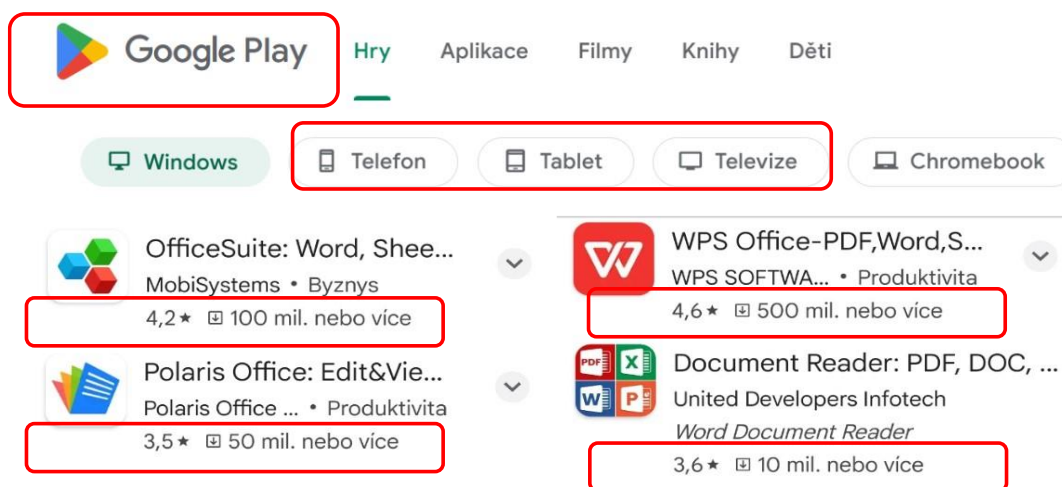 Google Play Hry Aplikace Filmy Knihy Děti
Windows Telefon Tablet Televize Chromebook
OfficeSuite: Word, Shee...
MobiSystems • Byznys
4,2★ 100 mil. nebo více
Polaris Office: Edit&Vie...
Polaris Office ... • Produktivita
3,5★ 50 mil. nebo více
WPS Office-PDF,Word,S...
WPS SOFTWA... • Produktivita
4,6★ 500 mil. nebo více
PDF X
W P
Document Reader: PDF, DOC, ...
United Developers Infotech
Word Document Reader
3,6★ 10 mil. nebo více